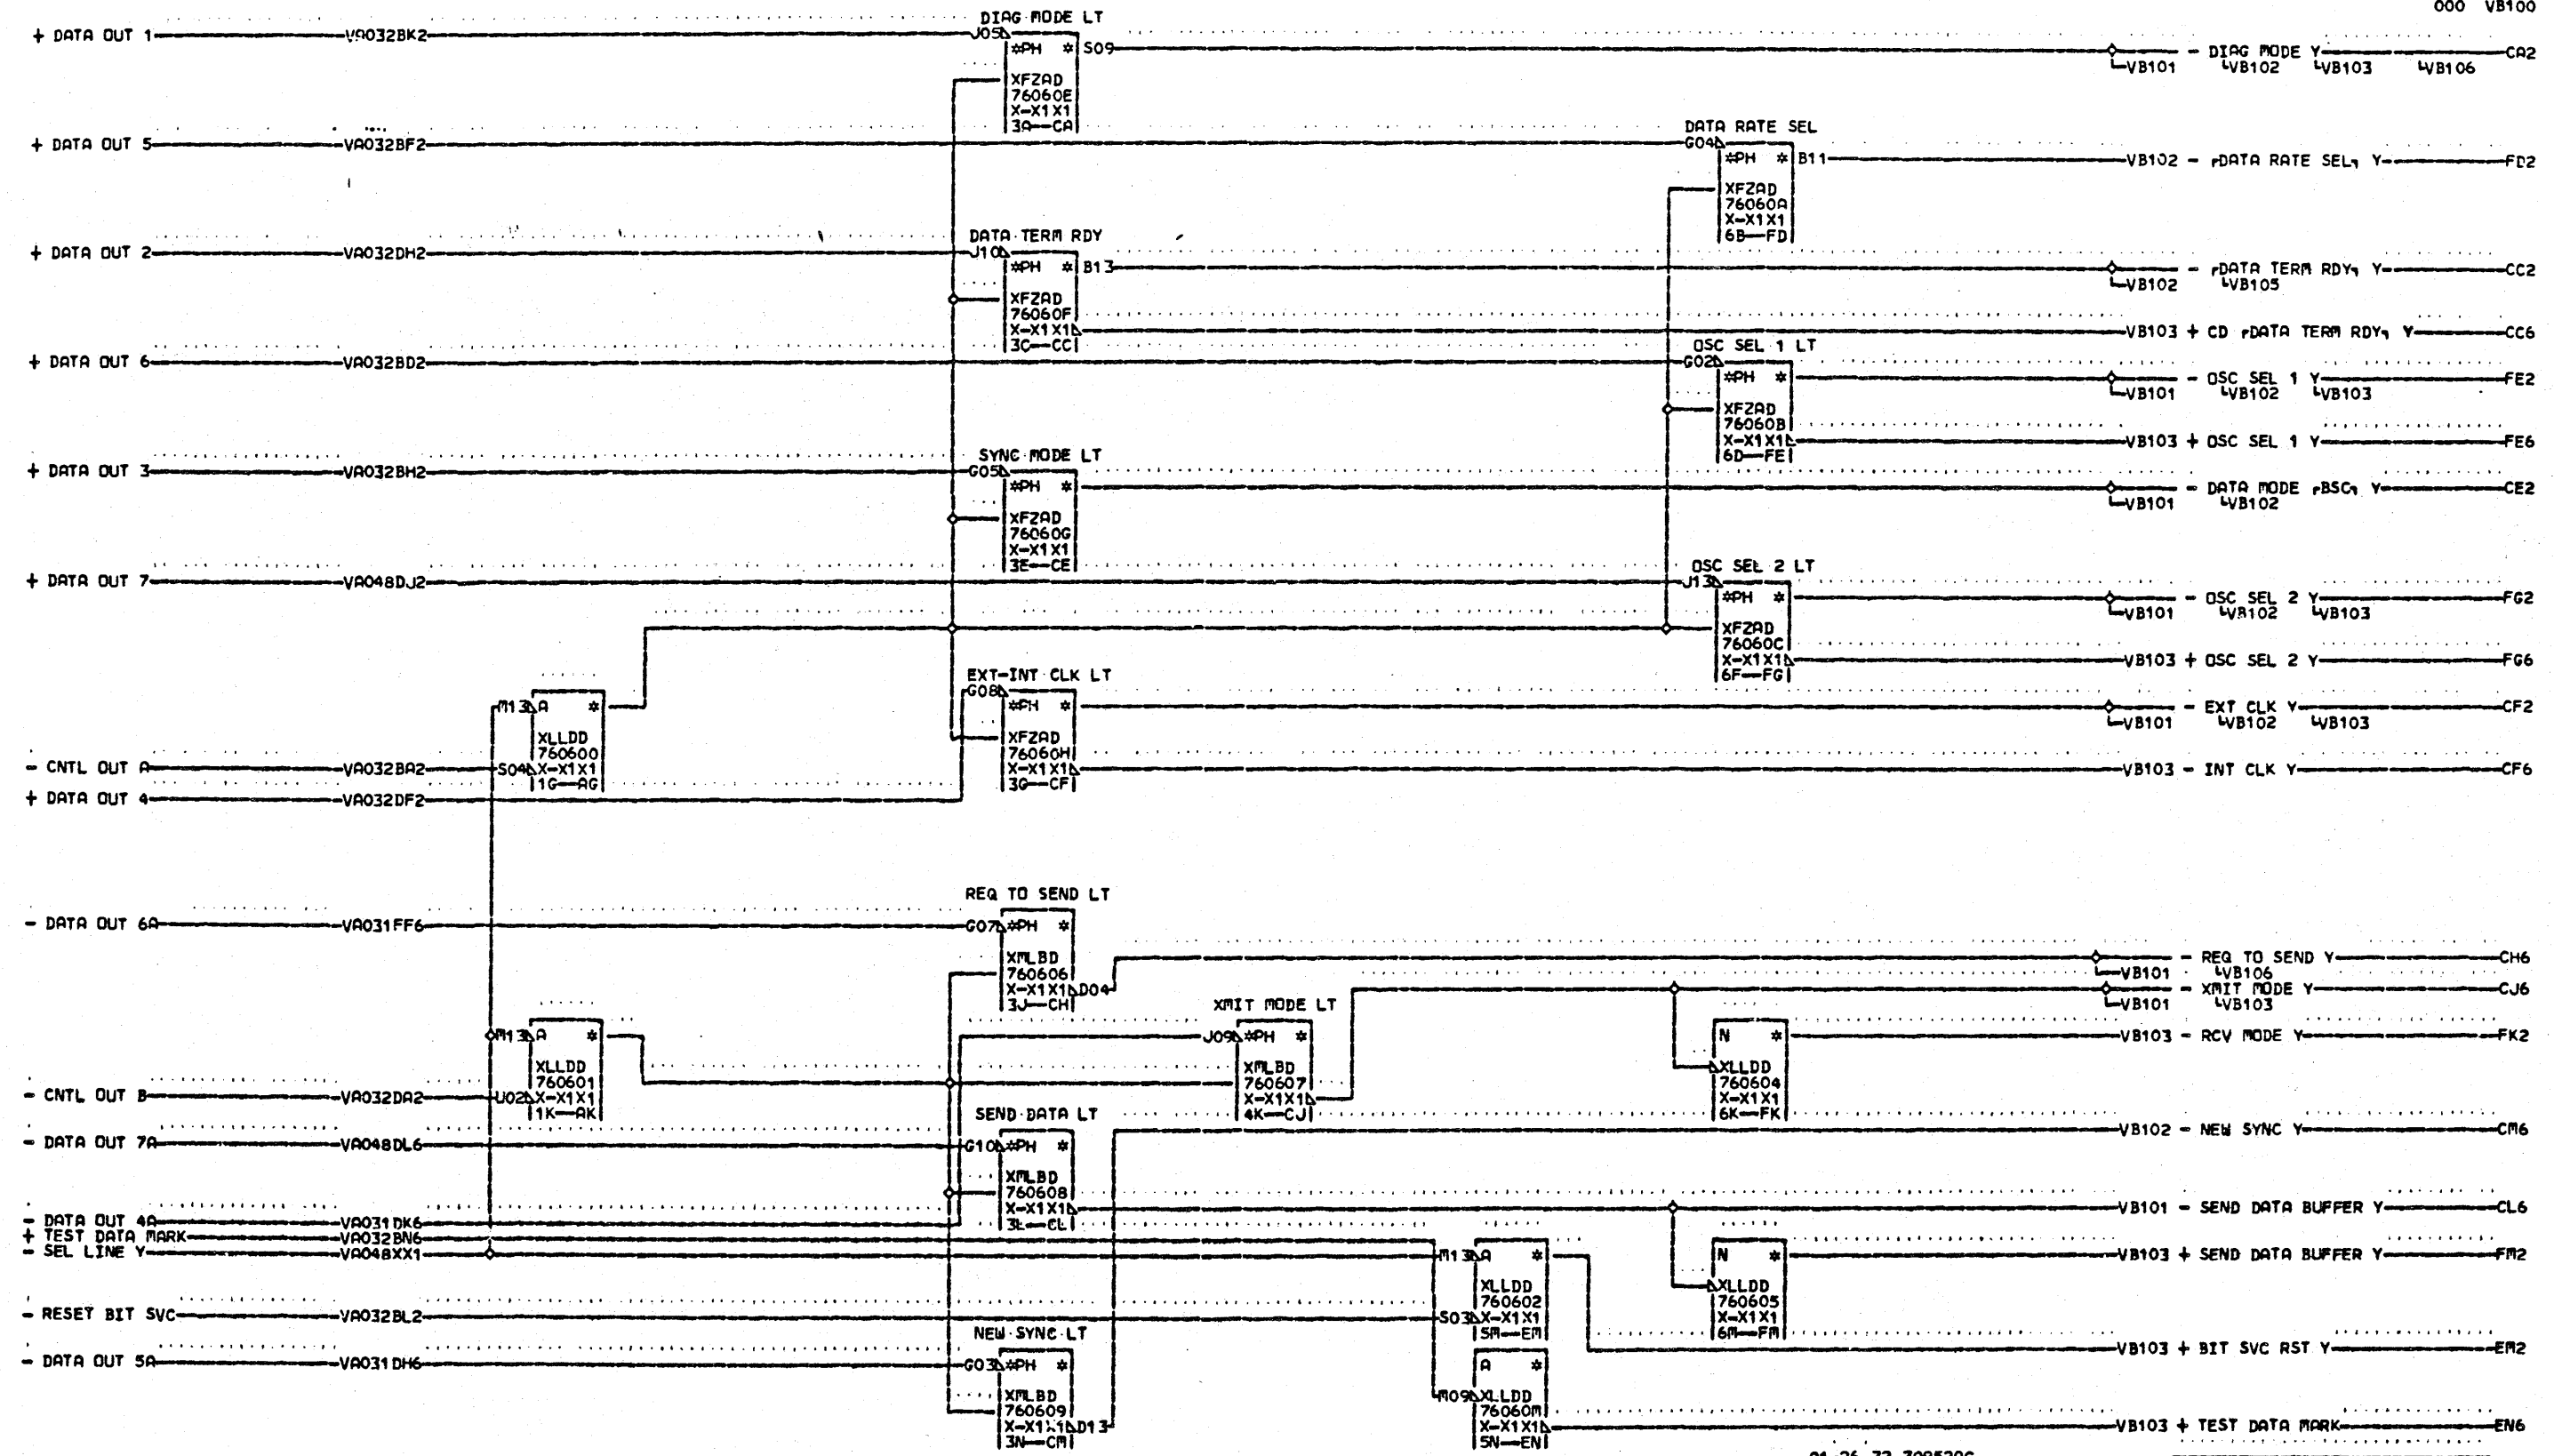 000 VB100
DIAG MODE LT
+ DATA OUT 1 VA032BK2 J05 *PH * S09 - DIAG MODE Y CA2
VB101 VB102 VB103 VB106
XFZAD
76060E
X-X1X1
3A CA
DATA RATE SEL
+ DATA OUT 5 VA032BF2 G04 *PH * B11 VB102 - DATA RATE SEL Y FD2
XFZAD
76060A
X-X1X1
6B FD
DATA TERM RDY
+ DATA OUT 2 VA032DH2 J10 *PH * B13 - DATA TERM RDY Y CC2
VB102 VB105
XFZAD
76060F
X-X1X1 VB103 + CD DATA TERM RDY Y CC6
3C CC
OSC SEL 1 LT
+ DATA OUT 6 VA032BD2 G02 *PH * - OSC SEL 1 Y FE2
VB101 VB102 VB103
XFZAD
76060B
X-X1X1 VB103 + OSC SEL 1 Y FE6
6D FE
SYNC MODE LT
+ DATA OUT 3 VA032BH2 G05 *PH * - DATA MODE BSC Y CE2
VB101 VB102
XFZAD
76060G
X-X1X1
3E CE
OSC SEL 2 LT
+ DATA OUT 7 VA048DJ2 J13 *PH * - OSC SEL 2 Y FG2
VB101 VB102 VB103
XFZAD
76060C
X-X1X1 VB103 + OSC SEL 2 Y FG6
6F FG
EXT-INT CLK LT
G08
M13 A * *PH * - EXT CLK Y CF2
VB101 VB102 VB103
XLLDD XFZAD
760600 76060H
- CNTL OUT A VA032BA2 S04 X-X1X1 X-X1X1 VB103 - INT CLK Y CF6
1G AG 3G CF
+ DATA OUT 4 VA032DF2
REQ TO SEND LT
- DATA OUT 6A VA031FF6 G07 *PH *
XMLBD - REQ TO SEND Y CH6
760606 VB101 VB106
X-X1X1 D04 - XMIT MODE Y CJ6
3J CH XMIT MODE LT VB101 VB103
M13 A * J09 *PH * N * VB103 - RCV MODE Y FK2
XLLDD XMLBD XLLDD
760601 760607 760604
- CNTL OUT B VA032DA2 U02 X-X1X1 X-X1X1 X-X1X1
1K AK 4K CJ 6K FK
SEND DATA LT
VB102 - NEW SYNC Y CM6
- DATA OUT 7A VA048DL6 G10 *PH *
XMLBD
760608
X-X1X1 VB101 - SEND DATA BUFFER Y CL6
3L CL
- DATA OUT 4A VA031DK6
+ TEST DATA MARK VA032BN6
- SEL LINE Y VA048XX1 M13 A * N * VB103 + SEND DATA BUFFER Y FM2
XLLDD XLLDD
760602 760605
- RESET BIT SVC VA032BL2 S03 X-X1X1 X-X1X1
5M EM 6M FM
NEW SYNC LT
VB103 + BIT SVC RST Y EM2
- DATA OUT 5A VA031DH6 G03 *PH * A *
XMLBD M09 XLLDD
760609 76060M
X-X1X1 D13 X-X1X1 VB103 + TEST DATA MARK EN6
3N CM 5N EN